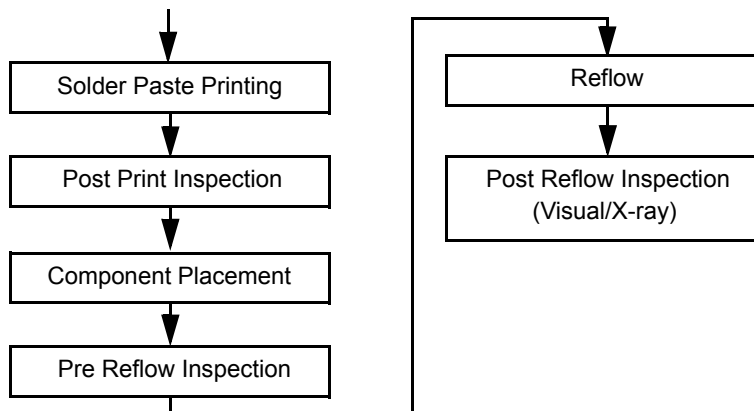 Solder Paste Printing
Post Print Inspection
Component Placement
Pre Reflow Inspection
Reflow
Post Reflow Inspection
(Visual/X-ray)